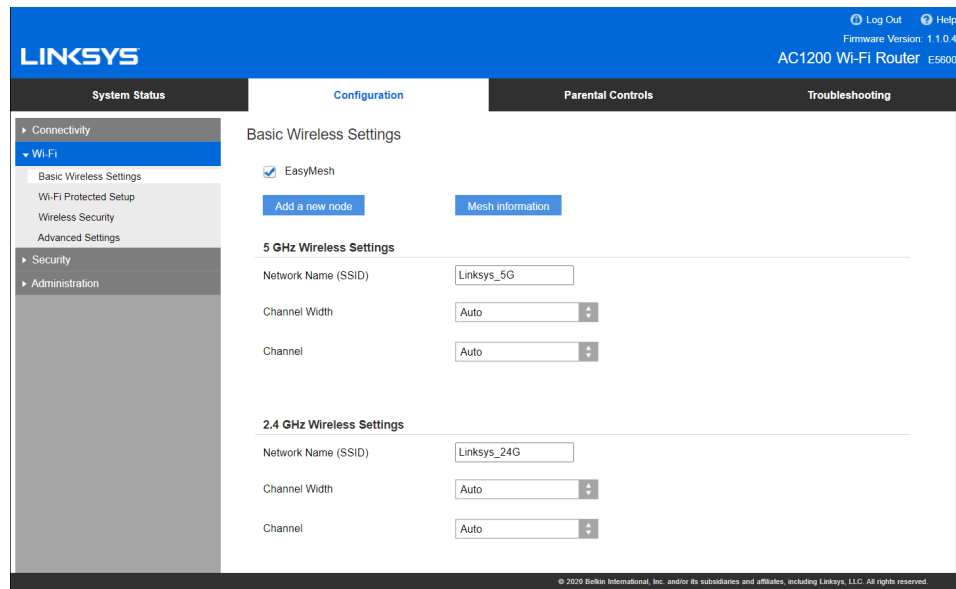 Log Out Help
Firmware Version: 1.1.0.4
LINKSYS
AC1200 Wi-Fi Router E5600
System Status Configuration Parental Controls Troubleshooting
Connectivity
Wi-Fi
Basic Wireless Settings
Wi-Fi Protected Setup
Wireless Security
Advanced Settings
Security
Administration
Basic Wireless Settings
EasyMesh
Add a new node Mesh information
5 GHz Wireless Settings
Network Name (SSID) Linksys_5G
Channel Width Auto
Channel Auto
2.4 GHz Wireless Settings
Network Name (SSID) Linksys_24G
Channel Width Auto
Channel Auto
© 2020 Belkin International, Inc. and/or its subsidiaries and affiliates, including Linksys, LLC. All rights reserved.